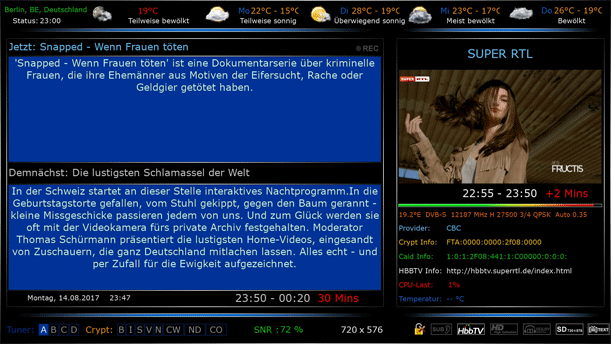 Berlin, BE, Deutschland
Status: 23:00
19°C
Teilweise bewölkt
Mo 22°C - 15°C
Teilweise sonnig
Di 28°C - 19°C
Überwiegend sonnig
Mi 23°C - 17°C
Meist bewölkt
Do 26°C - 19°C
Bewölkt
Jetzt: Snapped - Wenn Frauen töten
REC
'Snapped - Wenn Frauen töten' ist eine Dokumentarserie über kriminelle
Frauen, die ihre Ehemänner aus Motiven der Eifersucht, Rache oder
Geldgier getötet haben.
Demnächst: Die lustigsten Schlamassel der Welt
In der Schweiz startet an dieser Stelle interaktives Nachtprogramm.In die
Geburtstagstorte gefallen, vom Stuhl gekippt, gegen den Baum gerannt -
kleine Missgeschicke passieren jedem von uns. Und zum Glück werden sie
oft mit der Videokamera fürs private Archiv festgehalten. Moderator
Thomas Schürmann präsentiert die lustigsten Home-Videos, eingesandt
von Zuschauern, die ganz Deutschland mitlachen lassen. Alles echt - und
per Zufall für die Ewigkeit aufgezeichnet.
Montag, 14.08.2017 23:47
23:50 - 00:20 30 Mins
SUPER RTL
SUPER RTL
FRUCTIS
22:55 - 23:50 +2 Mins
19.2°E DVB-S 12187 MHz H 27500 3/4 QPSK Auto 0.35
Provider: CBC
Crypt Info: FTA:0000:0000:2f08:0000
Caid Info: 1:0:1:2F08:441:1:C00000:0:0:0:
HBBTV Info: http://hbbtv.superrtl.de/index.html
CPU-Last: 1%
Temperatur: -- °C
Tuner: A B C D
Crypt: B I S V N CW ND CO
SNR : 72 %
720 x 576
SUB
HbbTV
HD
DOLBY
SD 720x576
TEXT